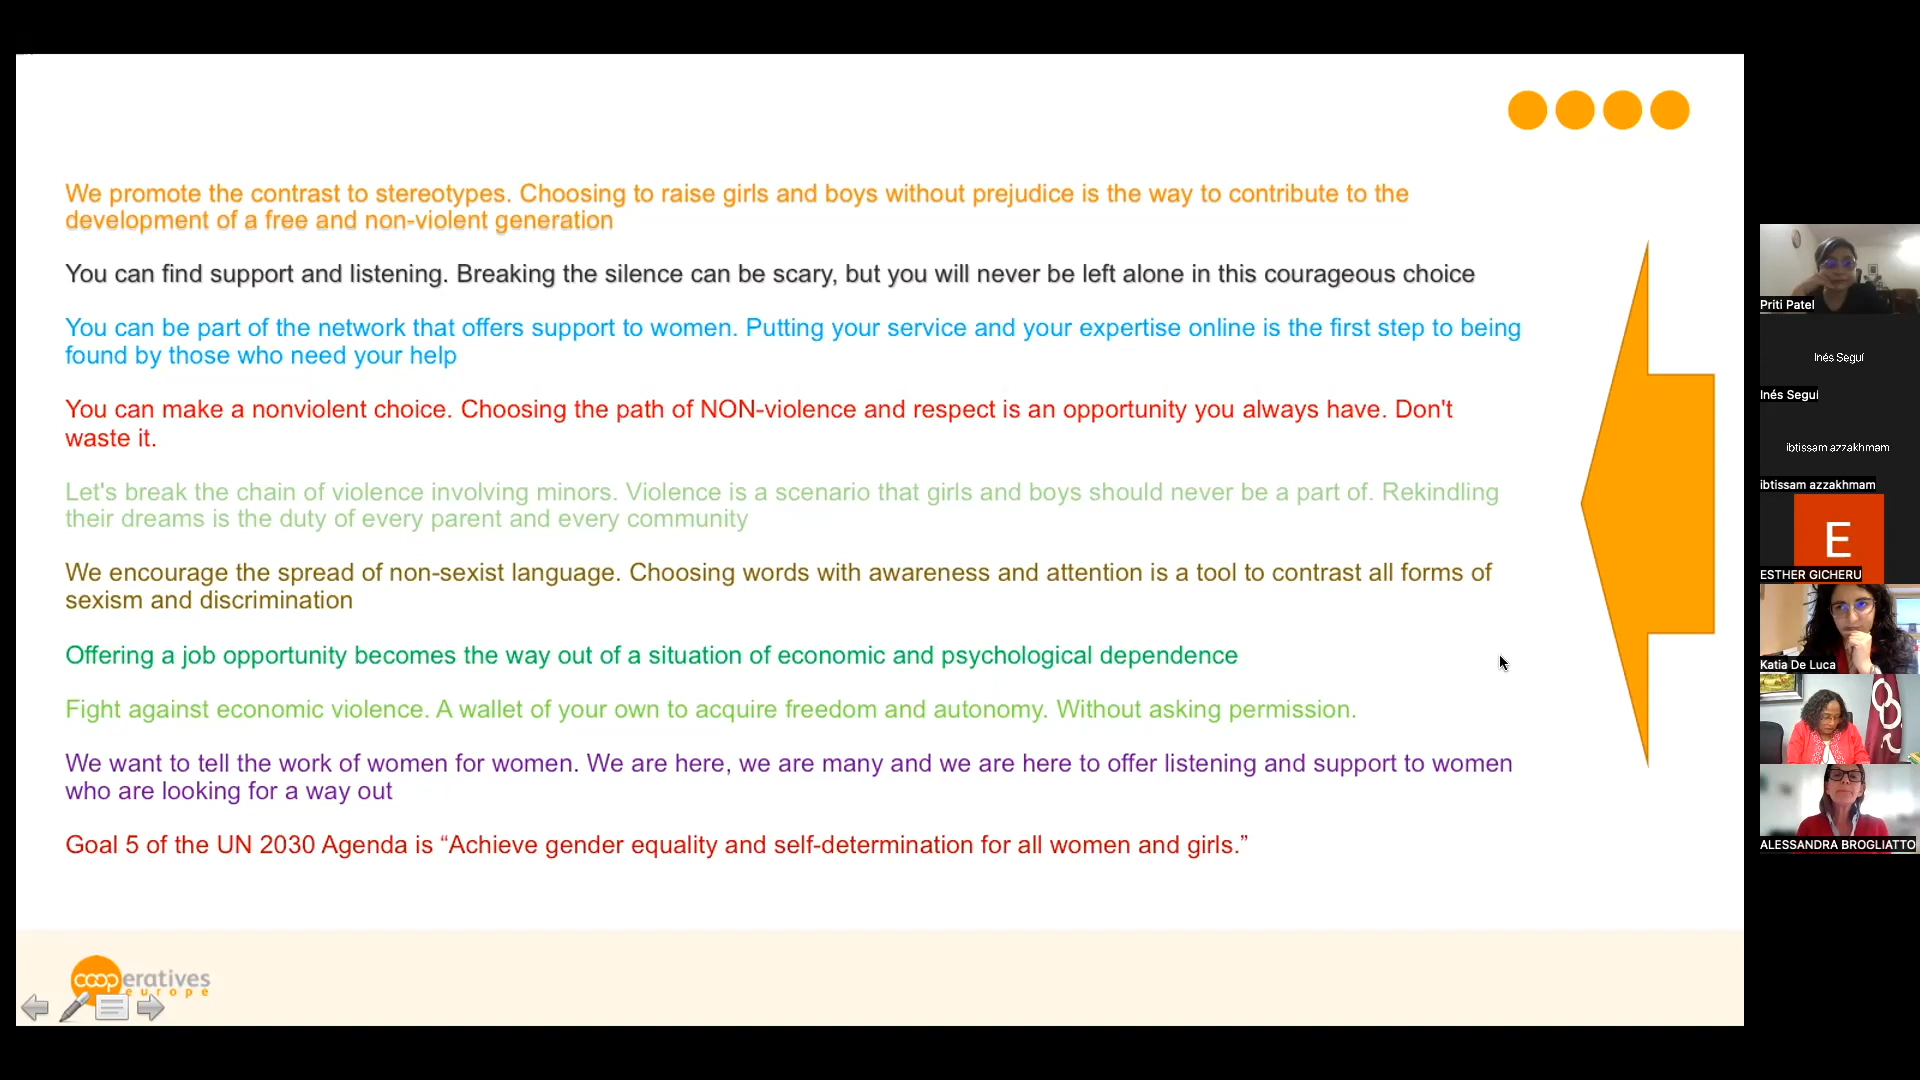 We promote the contrast to stereotypes. Choosing to raise girls and boys without prejudice is the way to contribute to the
development of a free and non-violent generation
You can find support and listening. Breaking the silence can be scary, but you will never be left alone in this courageous choice
You can be part of the network that offers support to women. Putting your service and your expertise online is the first step to being
found by those who need your help
You can make a nonviolent choice. Choosing the path of NON-violence and respect is an opportunity you always have. Don't
waste it.
Let's break the chain of violence involving minors. Violence is a scenario that girls and boys should never be a part of. Rekindling
their dreams is the duty of every parent and every community
We encourage the spread of non-sexist language. Choosing words with awareness and attention is a tool to contrast all forms of
sexism and discrimination
Offering a job opportunity becomes the way out of a situation of economic and psychological dependence
Fight against economic violence. A wallet of your own to acquire freedom and autonomy. Without asking permission.
We want to tell the work of women for women. We are here, we are many and we are here to offer listening and support to women
who are looking for a way out
Goal 5 of the UN 2030 Agenda is “Achieve gender equality and self-determination for all women and girls.”
cooperatives
europe
Priti Patel
Inés Seguí
Inés Seguí
ibtissam azzakhmam
ibtissam azzakhmam
E
ESTHER GICHERU
Katia De Luca
ALESSANDRA BROGLIATTO